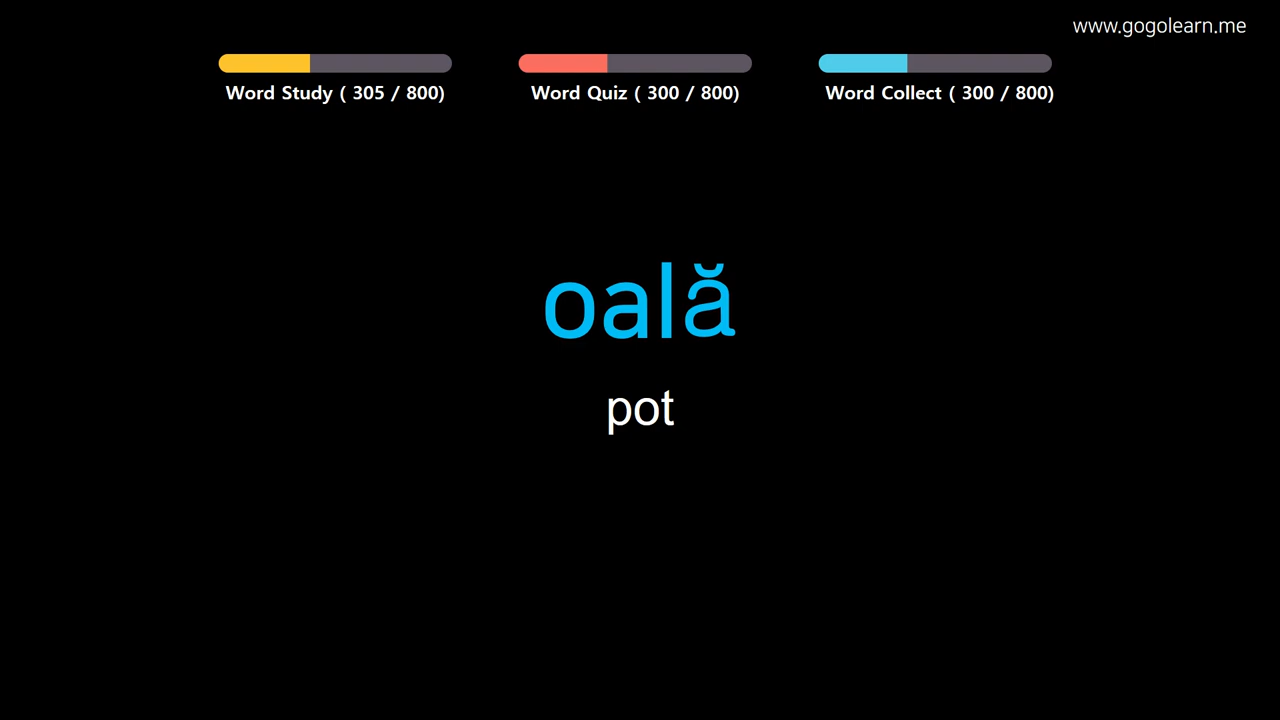 www.gogolearn.me
Word Study ( 305 / 800)
Word Quiz ( 300 / 800)
Word Collect ( 300 / 800)
oală
pot